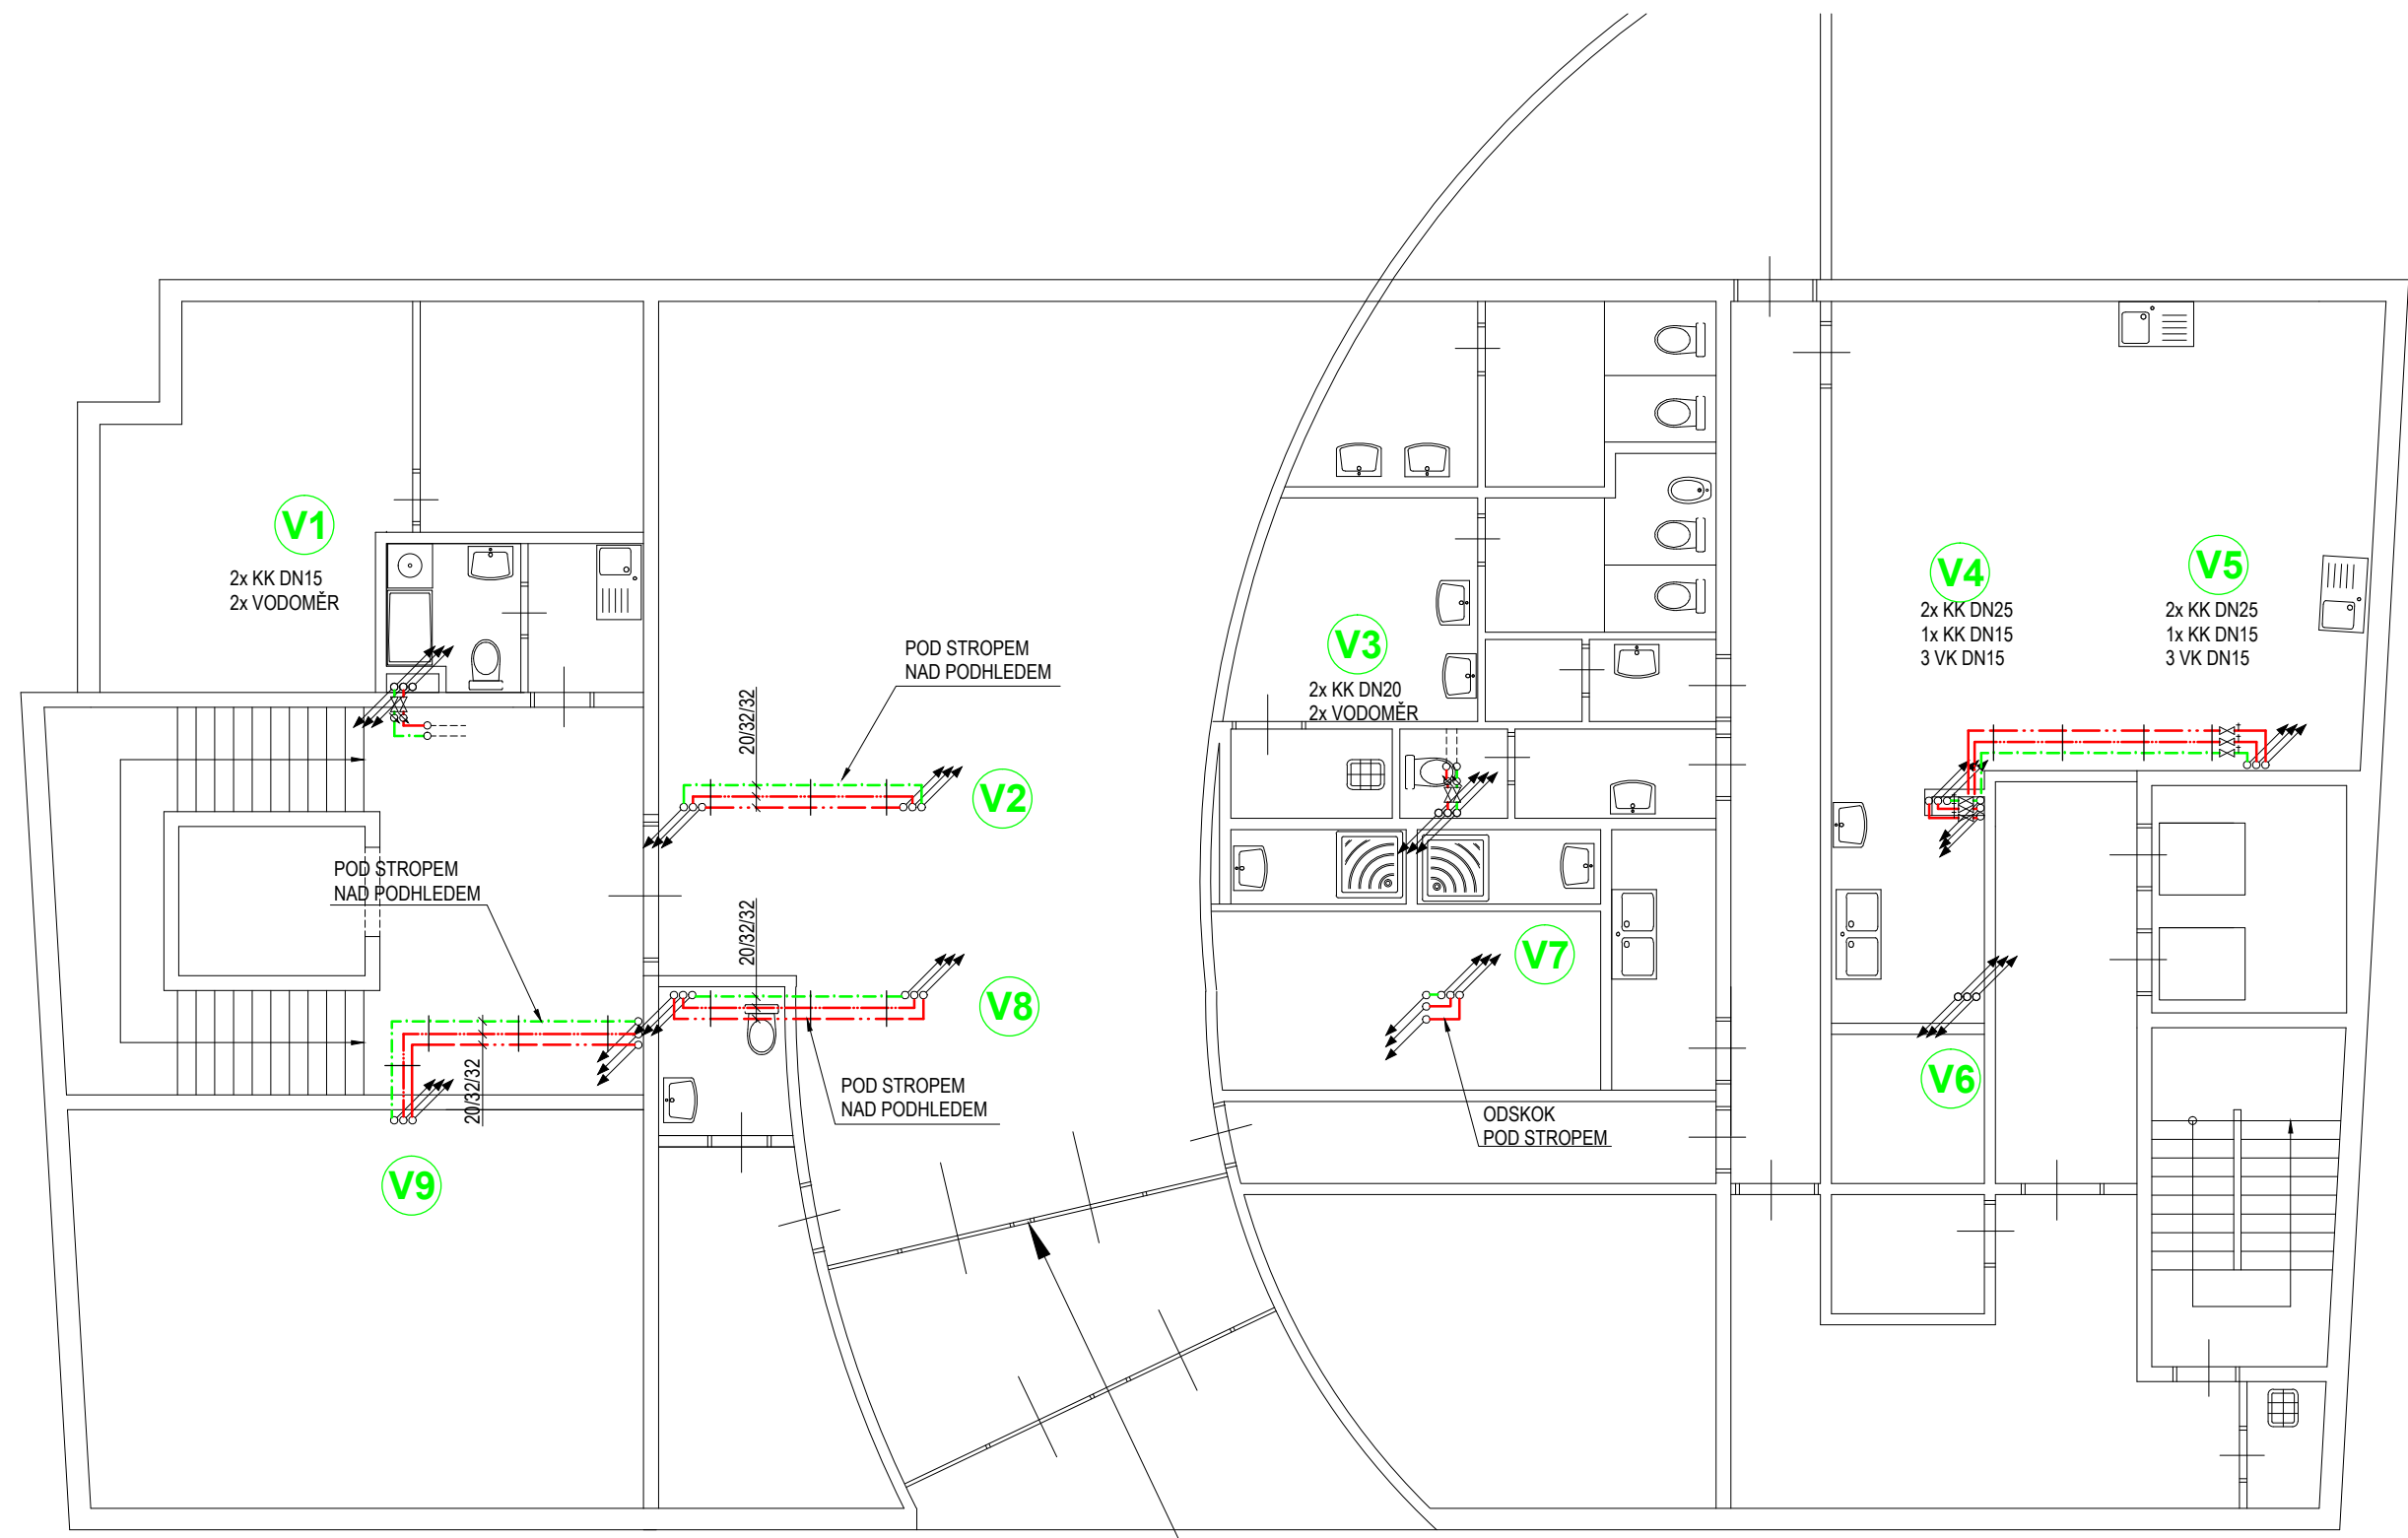 V1
2x KK DN15
2x VODOMĚR
POD STROPEM
NAD PODHLEDEM
20/32/32
V2
V3
2x KK DN20
2x VODOMĚR
V4
2x KK DN25
1x KK DN15
3 VK DN15
V5
2x KK DN25
1x KK DN15
3 VK DN15
POD STROPEM
NAD PODHLEDEM
20/32/32
V8
V7
V6
20/32/32
POD STROPEM
NAD PODHLEDEM
ODSKOK
POD STROPEM
V9